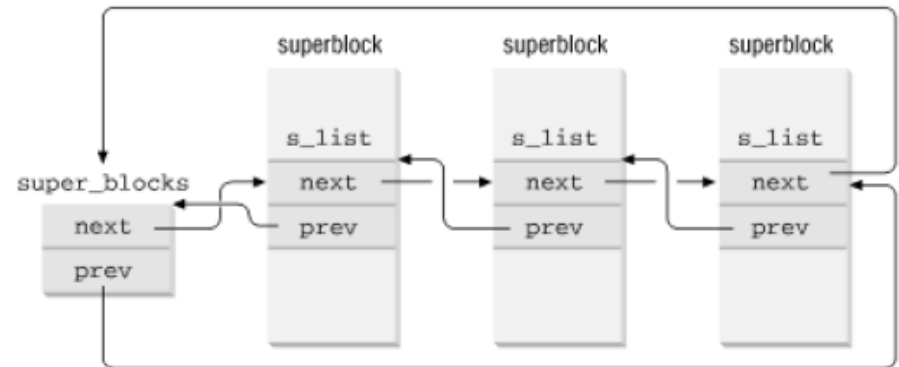 superblock superblock superblock
s_list s_list s_list
super_blocks next next next
next prev prev prev
prev